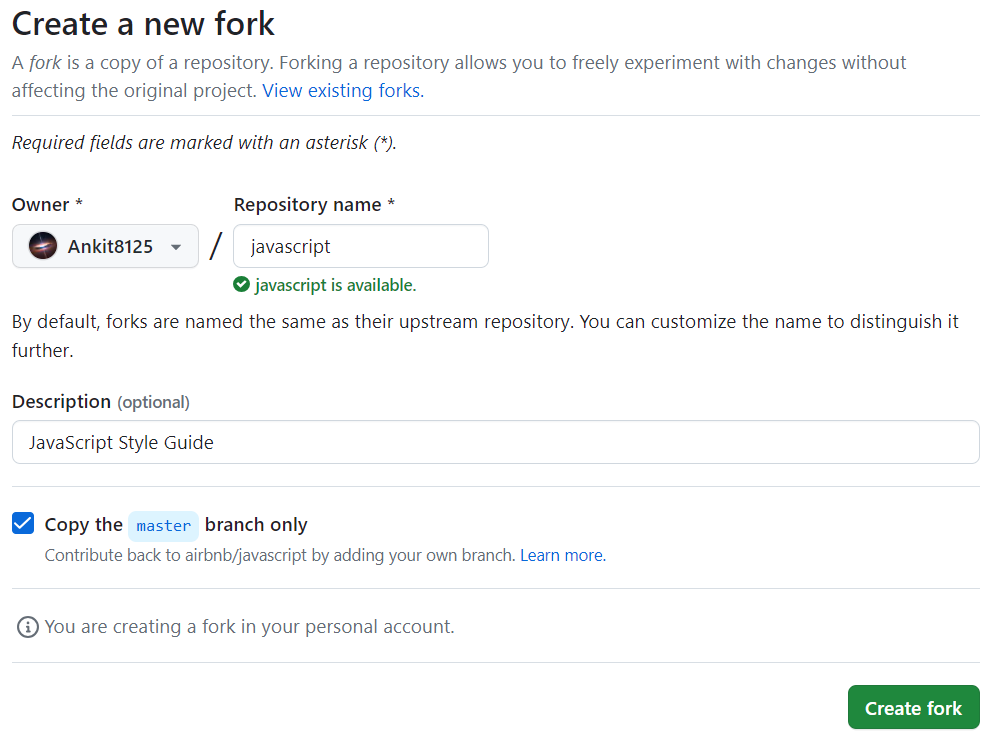 Create a new fork
A fork is a copy of a repository. Forking a repository allows you to freely experiment with changes without
affecting the original project. View existing forks.
Required fields are marked with an asterisk (*).
Owner * Repository name *
Ankit8125 / javascript
javascript is available.
By default, forks are named the same as their upstream repository. You can customize the name to distinguish it
further.
Description (optional)
JavaScript Style Guide
Copy the master branch only
Contribute back to airbnb/javascript by adding your own branch. Learn more.
You are creating a fork in your personal account.
Create fork